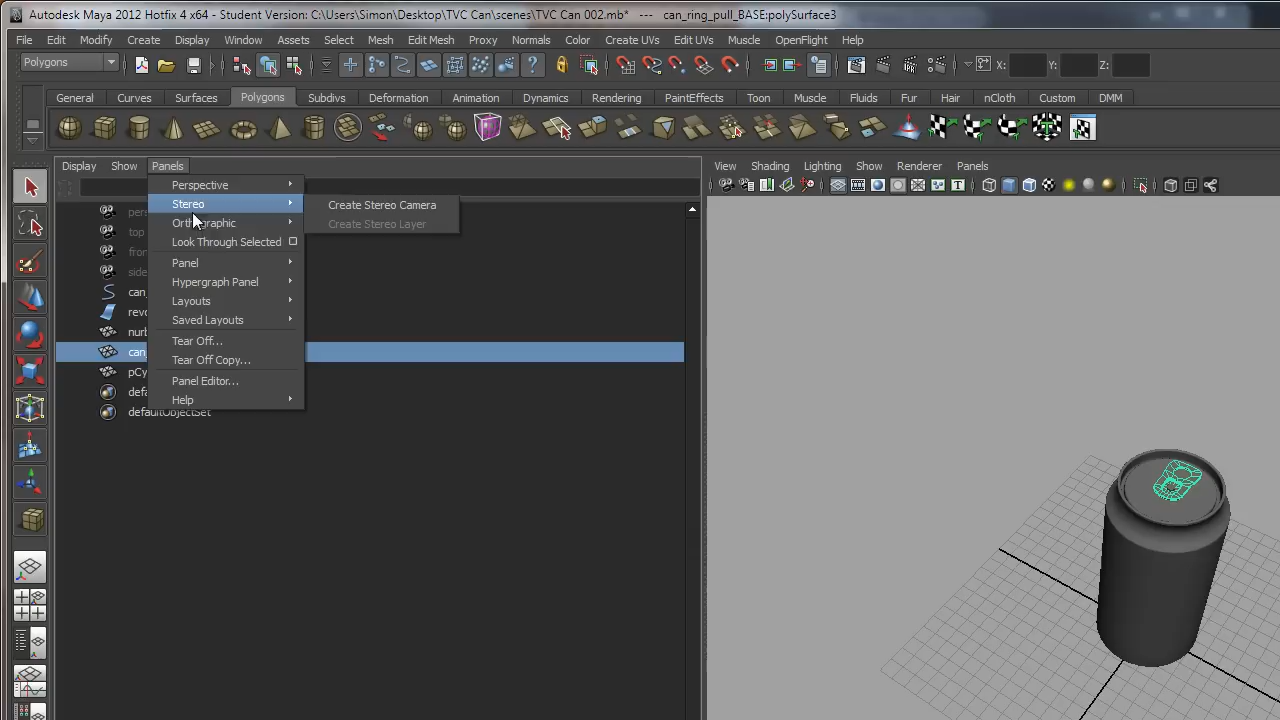 Autodesk Maya 2012 Hotfix 4 x64 - Student Version: C:\Users\Simon\Desktop\TVC Can\scenes\TVC Can 002.mb* --- can_ring_pull_BASE:polySurface3
File Edit Modify Create Display Window Assets Select Mesh Edit Mesh Proxy Normals Color Create UVs Edit UVs Muscle OpenFlight Help
Polygons X: Y: Z:
General Curves Surfaces Polygons Subdivs Deformation Animation Dynamics Rendering PaintEffects Toon Muscle Fluids Fur Hair nCloth Custom DMM
Display Show Panels
View Shading Lighting Show Renderer Panels
Perspective
Stereo
Create Stereo Camera
Create Stereo Layer
Orthographic
Look Through Selected
Panel
Hypergraph Panel
Layouts
Saved Layouts
Tear Off...
Tear Off Copy...
Panel Editor...
Help
top
defaultObjectSet